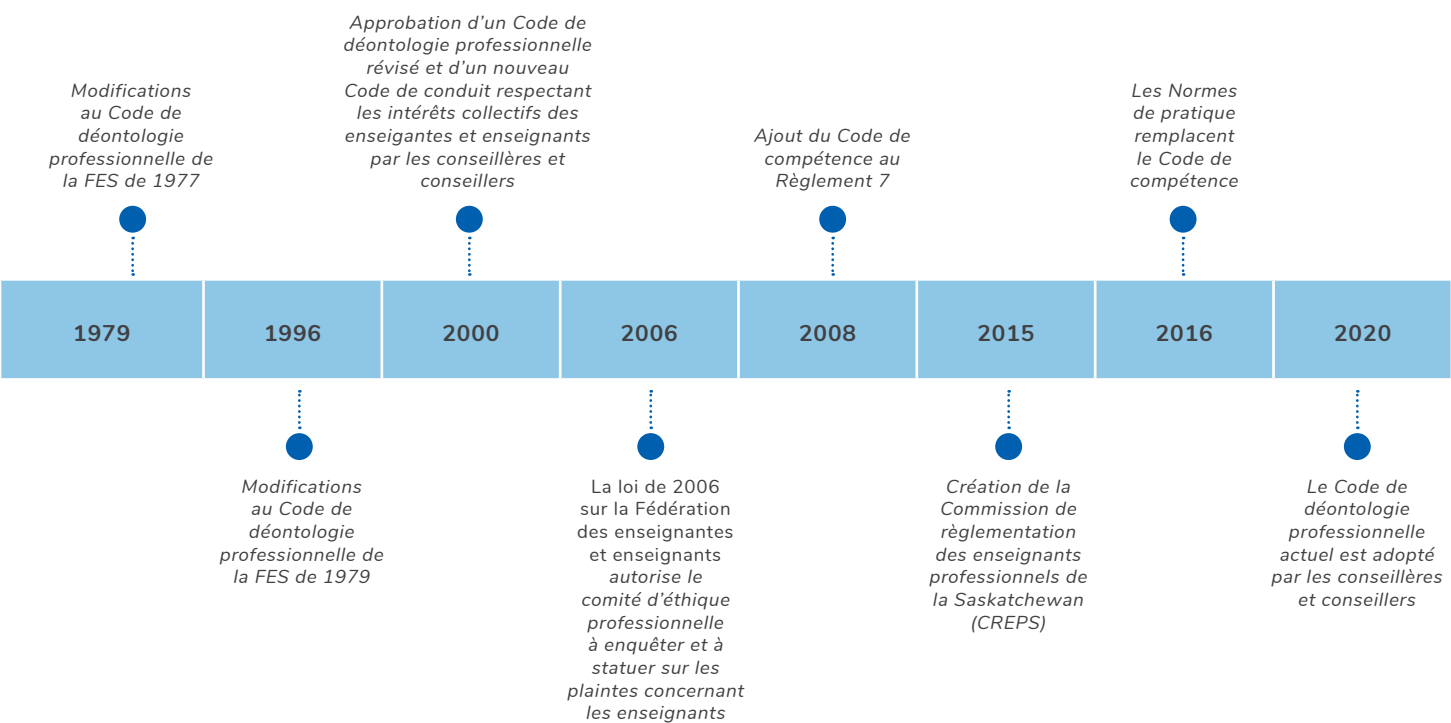 Modifications
au Code de
déontologie
professionnelle de
la FES de 1977
Approbation d'un Code de
déontologie professionnelle
révisé et d'un nouveau
Code de conduit respectant
les intérêts collectifs des
enseigantes et enseignants
par les conseillères et
conseillers
Ajout du Code de
compétence au
Règlement 7
Les Normes
de pratique
remplacent
le Code de
compétence
1979
1996
2000
2006
2008
2015
2016
2020
Modifications
au Code de
déontologie
professionnelle de
la FES de 1979
La loi de 2006
sur la Fédération
des enseignantes
et enseignants
autorise le
comité d'éthique
professionnelle
à enquêter et à
statuer sur les
plaintes concernant
les enseignants
Création de la
Commission de
règlementation
des enseignants
professionnels de
la Saskatchewan
(CREPS)
Le Code de
déontologie
professionnelle
actuel est adopté
par les conseillères
et conseillers